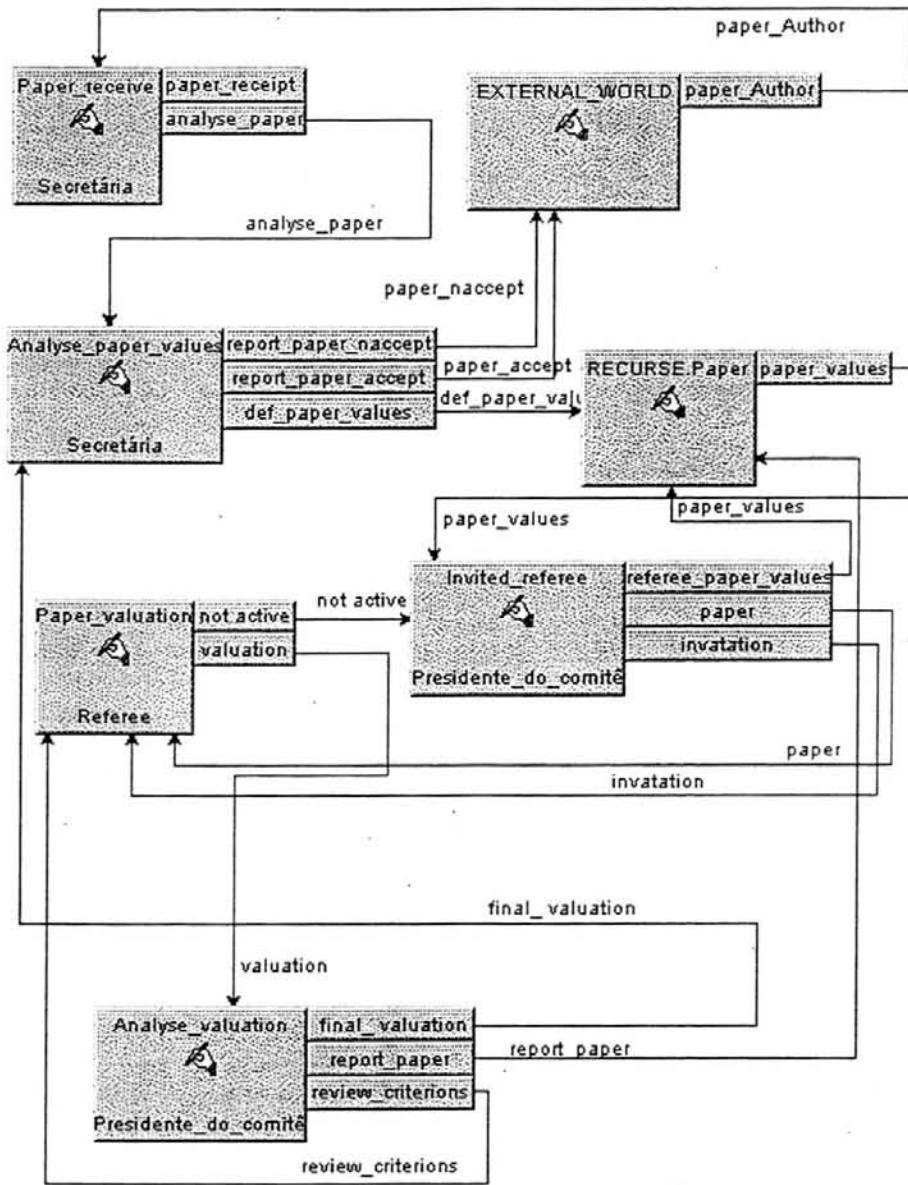 paper_Author
Paper_receive
paper_receipt
analyse_paper
Secretária
EXTERNAL_WORLD
paper_Author
analyse_paper
paper_naccept
Analyse_paper_values
report_paper_naccept
report_paper_accept
def_paper_values
Secretária
paper_accept
def_paper_valu
RECURSE.Paper
paper_values
paper_values
paper_values
Invited_referee
referee_paper_values
paper
invatation
Presidente_do_comitê
not active
Paper_valuation
not active
valuation
Referee
paper
invatation
final_ valuation
valuation
Analyse_valuation
final_ valuation
report_paper
review_criterions
Presidente_do_comitê
report paper
review_criterions